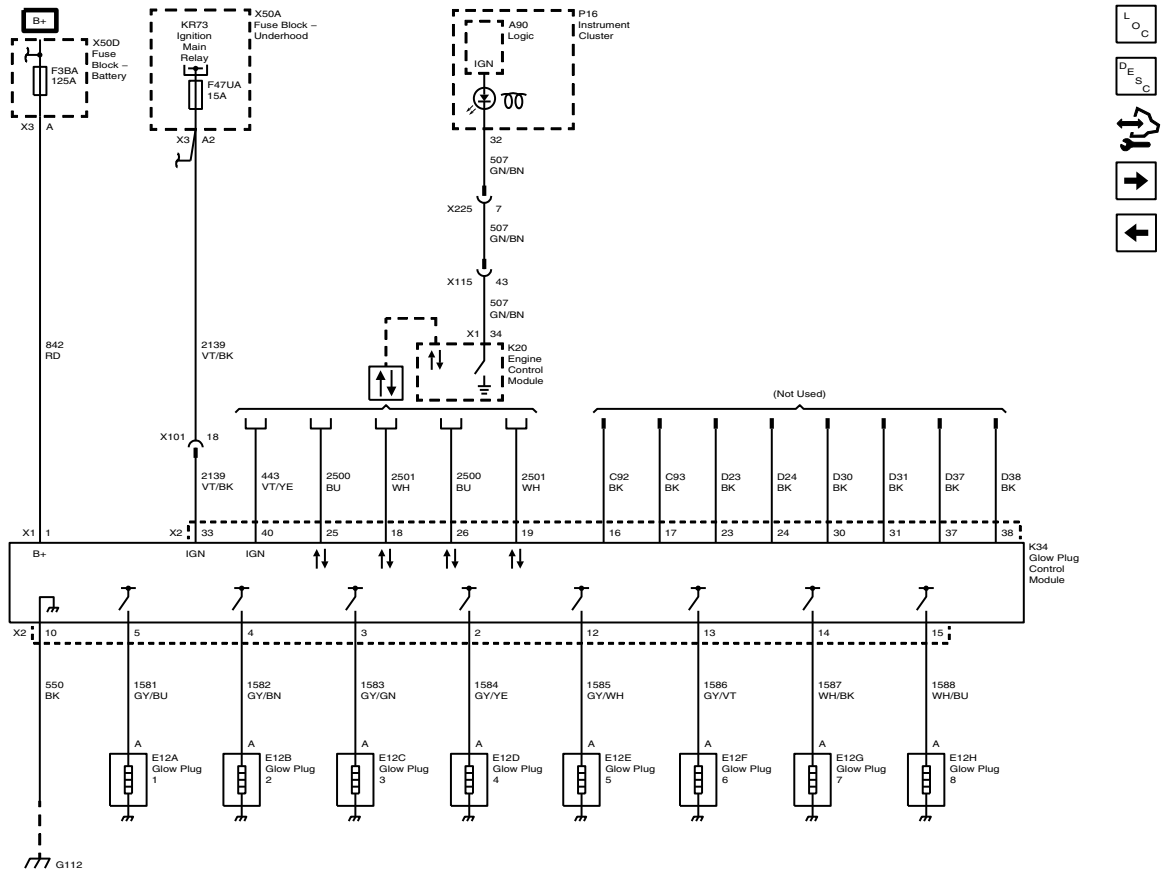 B+
X50D
Fuse
Block –
Battery
F3BA
125A
X3 A
KR73
Ignition
Main
Relay
X50A
Fuse Block –
Underhood
F47UA
15A
X3 A2
A90
Logic
IGN
P16
Instrument
Cluster
32
507
GN/BN
X225 7
507
GN/BN
X115 43
507
GN/BN
X1 34
K20
Engine
Control
Module
L
O
C
D
E
S
C
842
RD
2139
VT/BK
(Not Used)
X101 18
2139
VT/BK
443
VT/YE
2500
BU
2501
WH
2500
BU
2501
WH
C92
BK
C93
BK
D23
BK
D24
BK
D30
BK
D31
BK
D37
BK
D38
BK
X1 1 X2 33 40 25 18 26 19 16 17 23 24 30 31 37 38
B+ IGN IGN
K34
Glow Plug
Control
Module
X2 10 5 4 3 2 12 13 14 15
550
BK
1581
GY/BU
1582
GY/BN
1583
GY/GN
1584
GY/YE
1585
GY/WH
1586
GY/VT
1587
WH/BK
1588
WH/BU
A A A A A A A A
E12A
Glow Plug
1
E12B
Glow Plug
2
E12C
Glow Plug
3
E12D
Glow Plug
4
E12E
Glow Plug
5
E12F
Glow Plug
6
E12G
Glow Plug
7
E12H
Glow Plug
8
G112